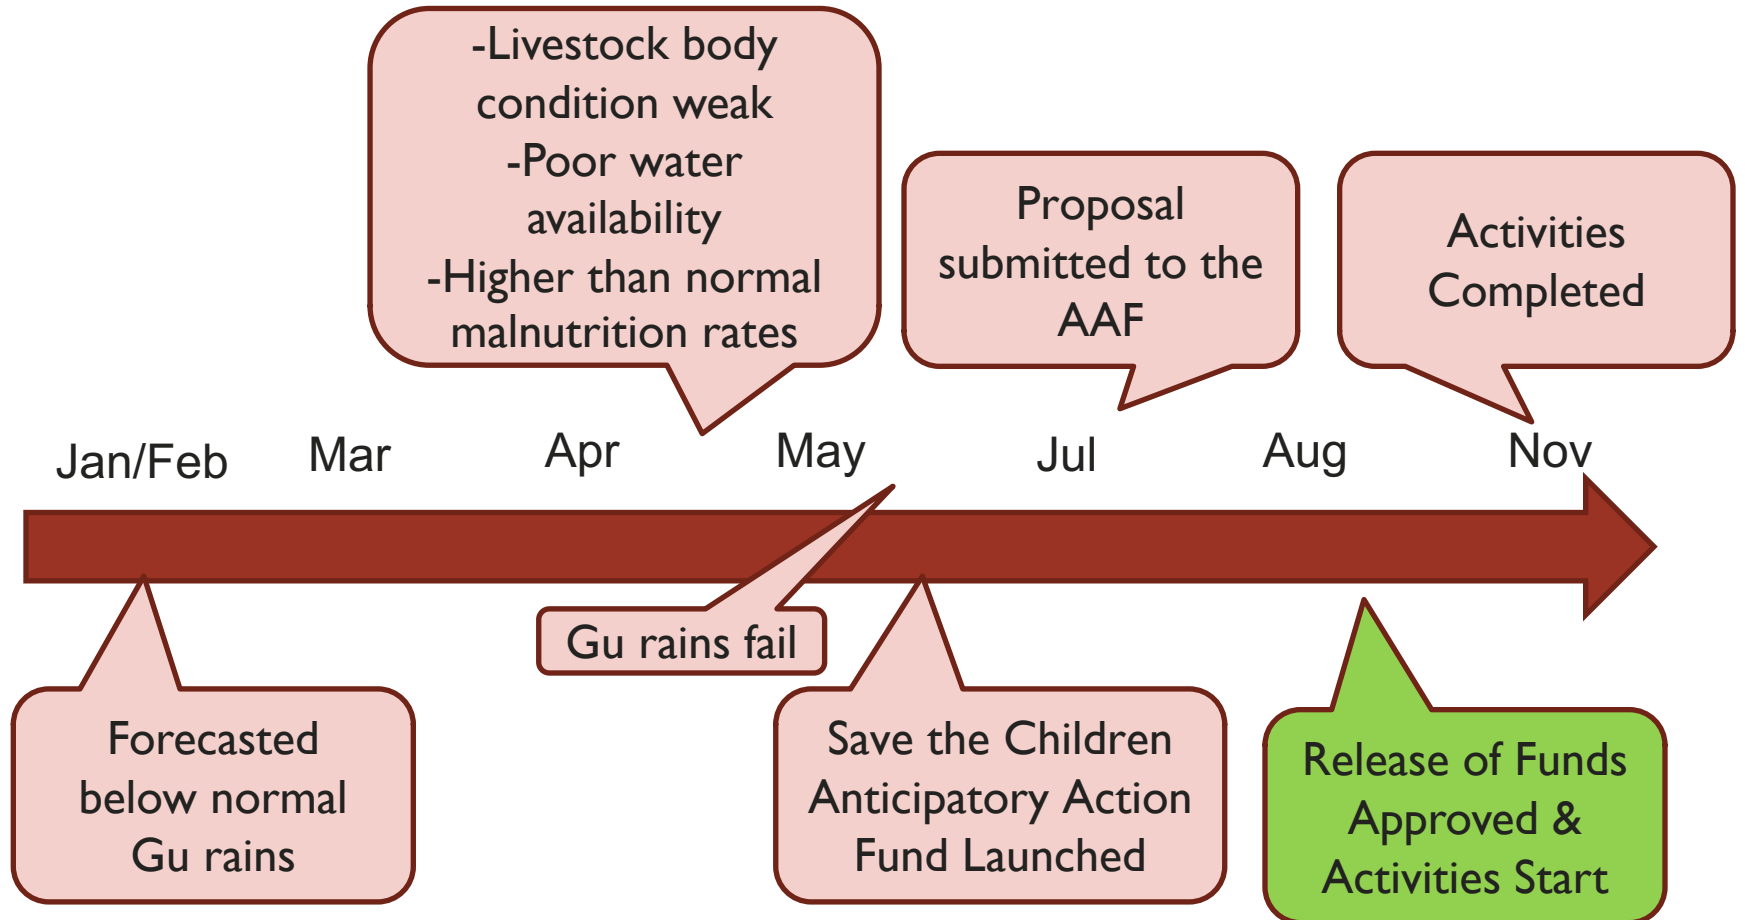 -Livestock body
condition weak
-Poor water
availability
-Higher than normal
malnutrition rates
Proposal
submitted to the
AAF
Activities
Completed
Jan/Feb
Mar
Apr
May
Jul
Aug
Nov
Gu rains fail
Forecasted
below normal
Gu rains
Save the Children
Anticipatory Action
Fund Launched
Release of Funds
Approved &
Activities Start